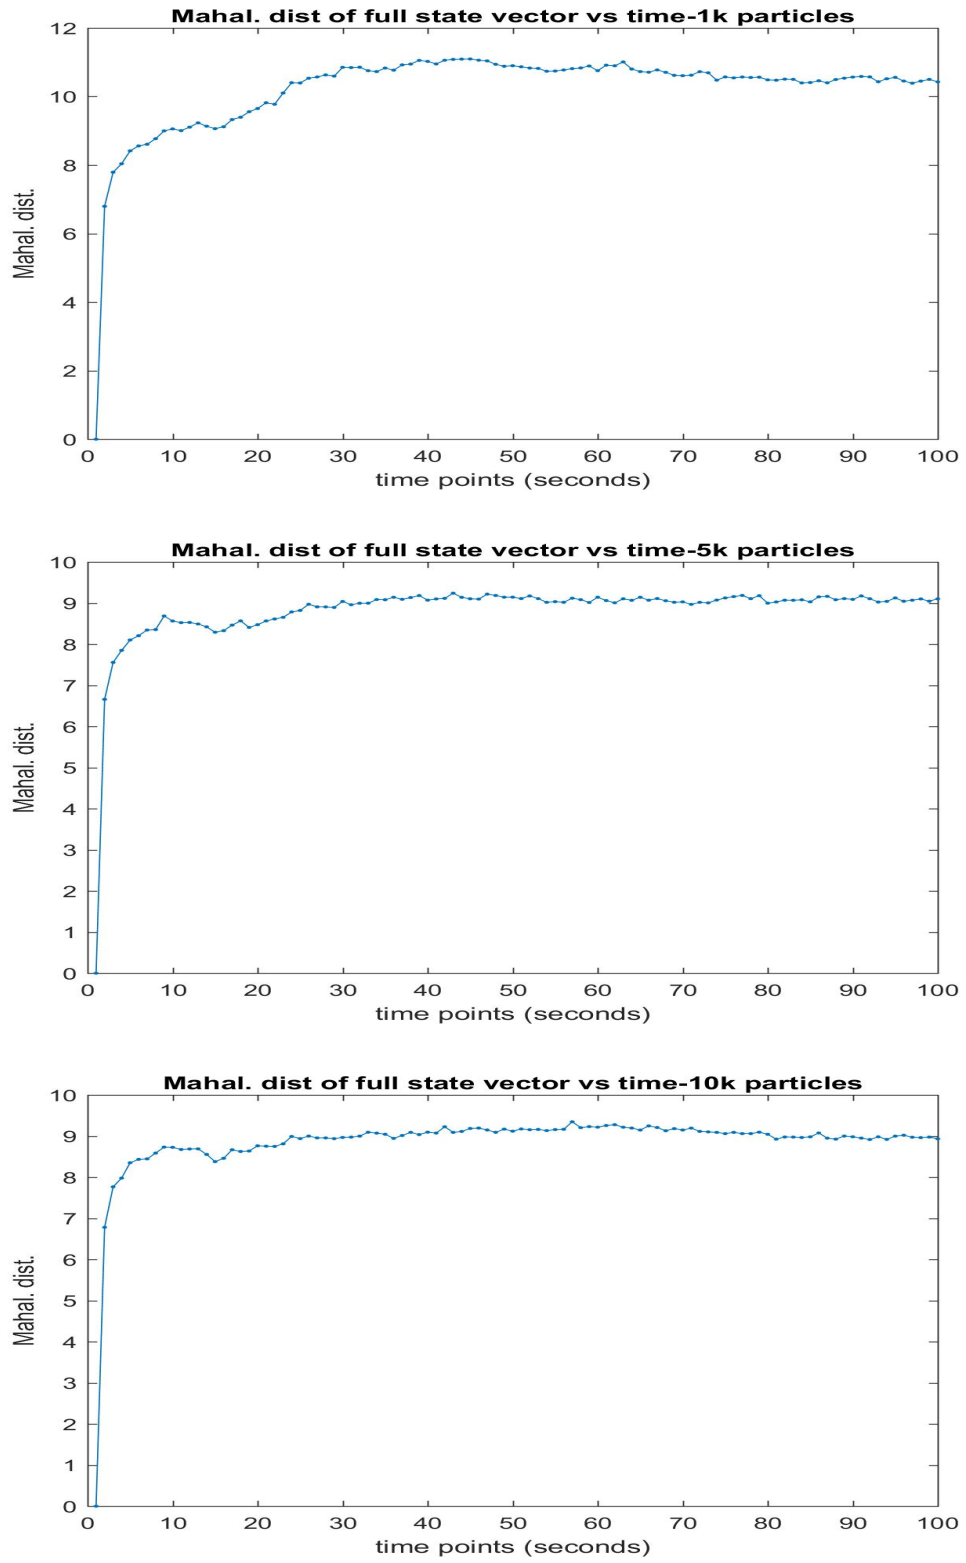 Mahal. dist of full state vector vs time-1k particles
12
10
8
6
4
2
0
Mahal. dist.
0 10 20 30 40 50 60 70 80 90 100
time points (seconds)
Mahal. dist of full state vector vs time-5k particles
10
9
8
7
6
5
4
3
2
1
0
Mahal. dist.
0 10 20 30 40 50 60 70 80 90 100
time points (seconds)
Mahal. dist of full state vector vs time-10k particles
10
9
8
7
6
5
4
3
2
1
0
Mahal. dist.
0 10 20 30 40 50 60 70 80 90 100
time points (seconds)